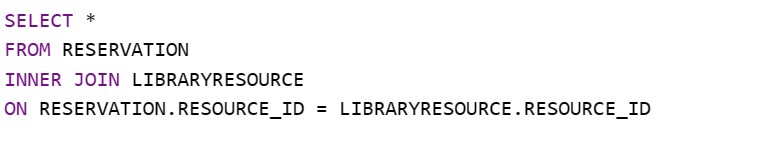 SELECT *
FROM RESERVATION
INNER JOIN LIBRARYRESOURCE
ON RESERVATION.RESOURCE_ID = LIBRARYRESOURCE.RESOURCE_ID